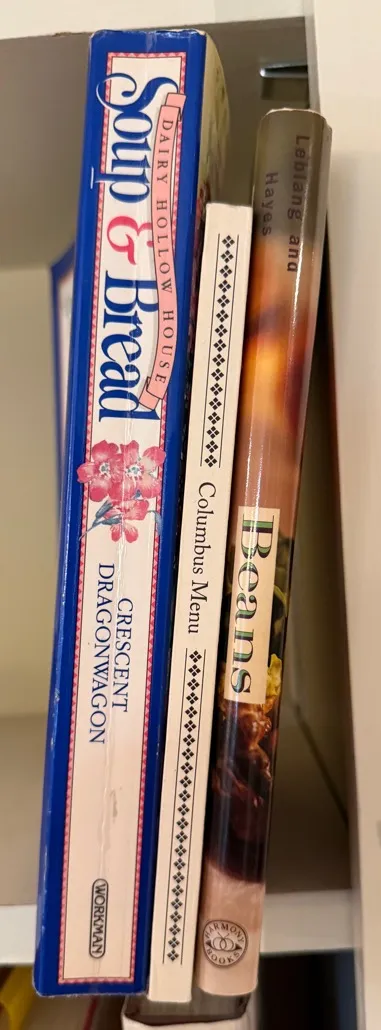 DAIRY HOLLOW HOUSE
Soup & Bread
CRESCENT
DRAGONWAGON
WORKMAN
Columbus Menu
Leblang and
Hayes
Beans
HARMONY
BOOKS